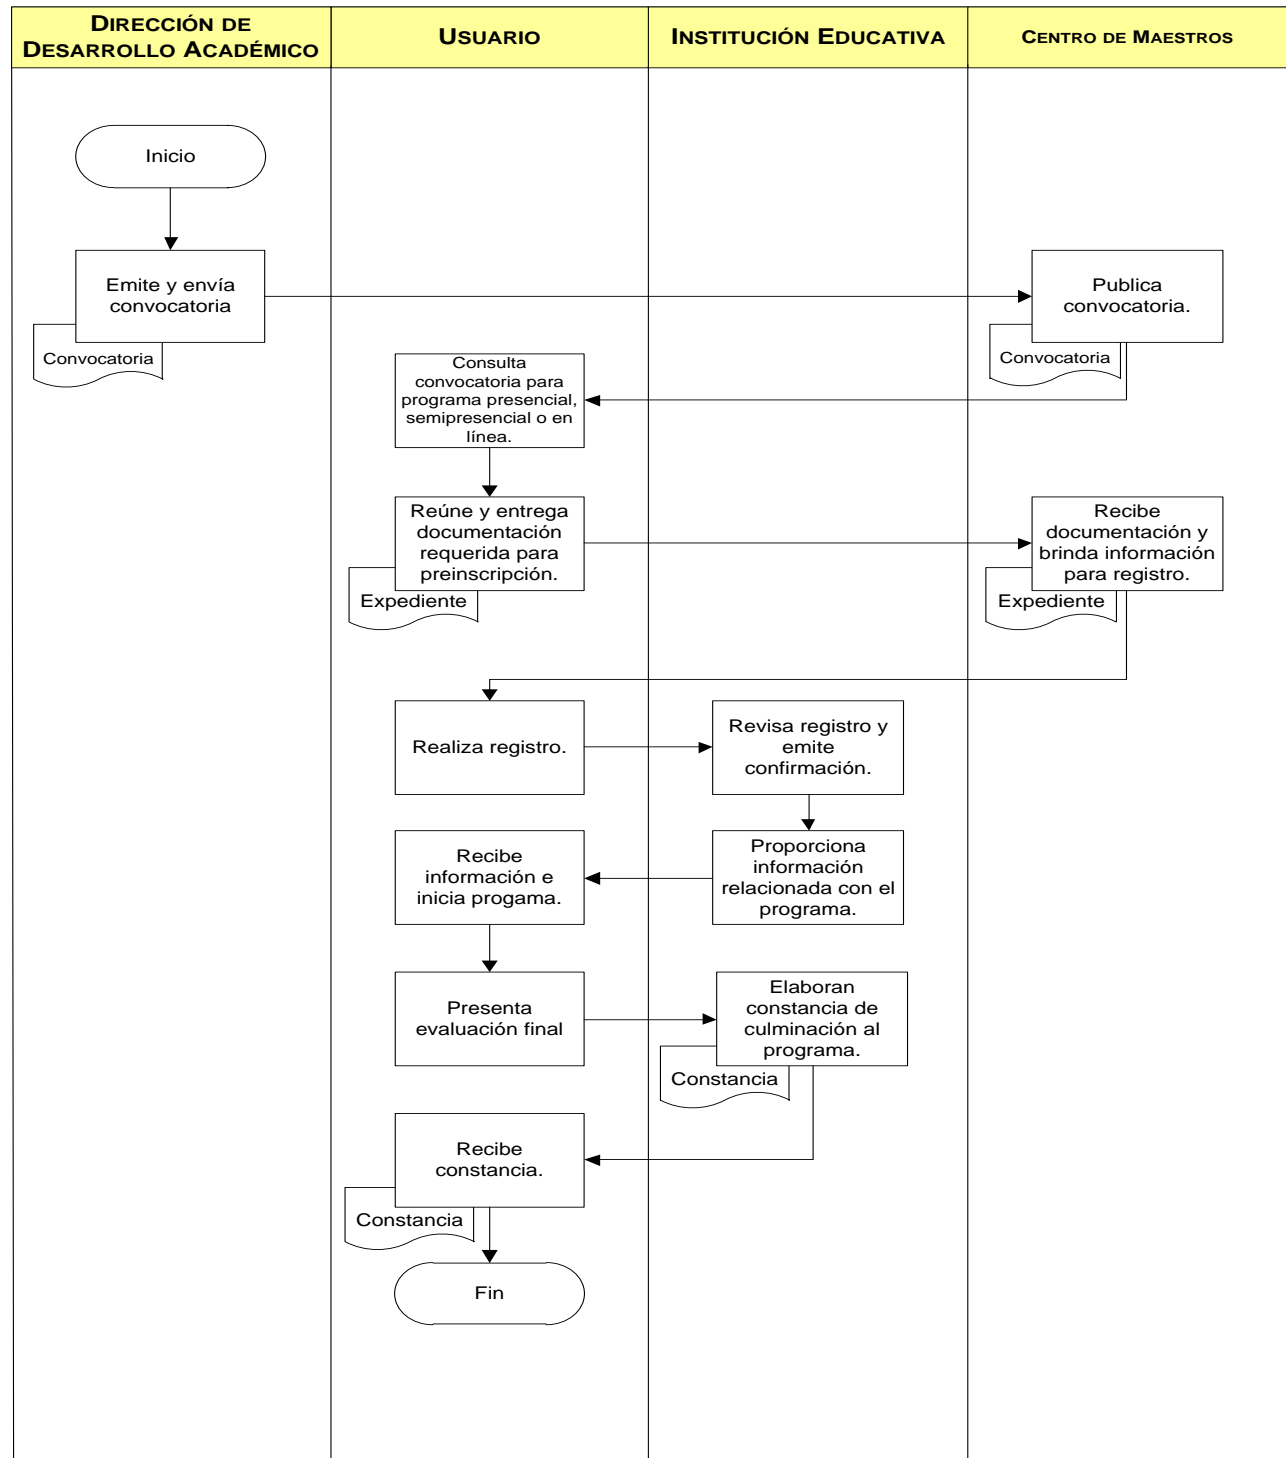 DIRECCIÓN DE
DESARROLLO ACADÉMICO
USUARIO
INSTITUCIÓN EDUCATIVA
CENTRO DE MAESTROS
Inicio
Emite y envía
convocatoria
Convocatoria
Publica
convocatoria.
Convocatoria
Consulta
convocatoria para
programa presencial,
semipresencial o en
línea.
Reúne y entrega
documentación
requerida para
preinscripción.
Expediente
Recibe
documentación y
brinda información
para registro.
Expediente
Realiza registro.
Revisa registro y
emite
confirmación.
Proporciona
información
relacionada con el
programa.
Recibe
información e
inicia progama.
Presenta
evaluación final
Elaboran
constancia de
culminación al
programa.
Constancia
Recibe
constancia.
Constancia
Fin